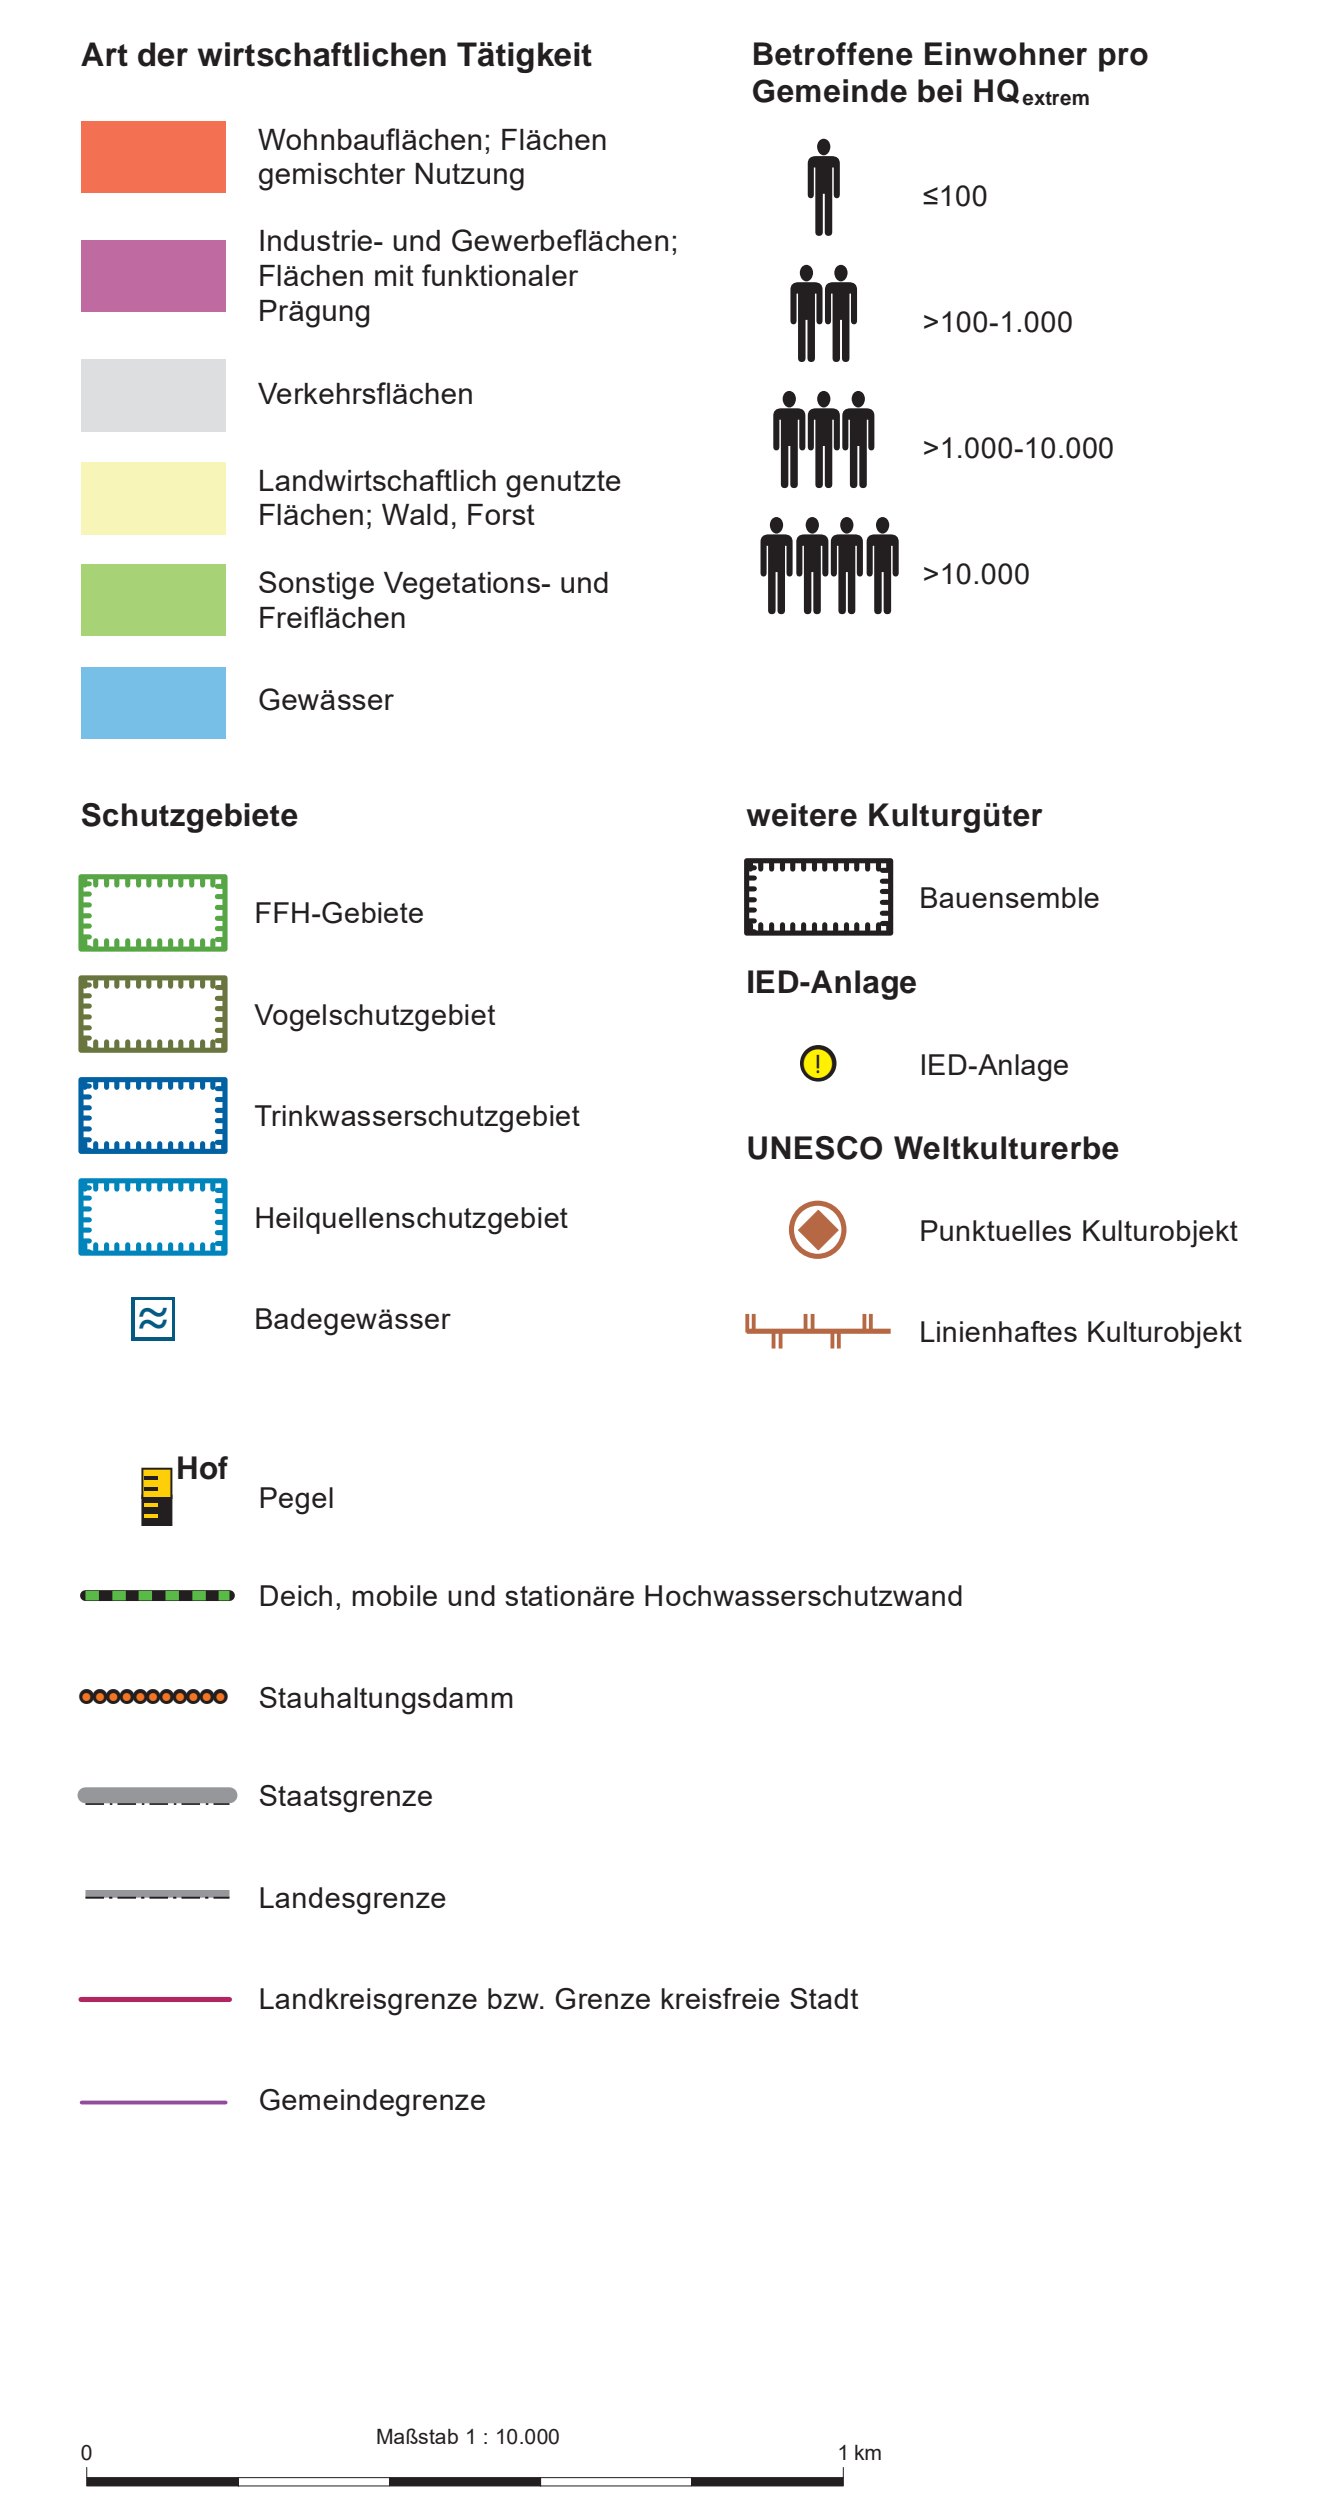 Art der wirtschaftlichen Tätigkeit
Wohnbauflächen; Flächen
gemischter Nutzung
Industrie- und Gewerbeflächen;
Flächen mit funktionaler
Prägung
Verkehrsflächen
Landwirtschaftlich genutzte
Flächen; Wald, Forst
Sonstige Vegetations- und
Freiflächen
Gewässer
Betroffene Einwohner pro
Gemeinde bei HQextrem
≤100
>100-1.000
>1.000-10.000
>10.000
Schutzgebiete
FFH-Gebiete
Vogelschutzgebiet
Trinkwasserschutzgebiet
Heilquellenschutzgebiet
Badegewässer
weitere Kulturgüter
Bauensemble
IED-Anlage
!
IED-Anlage
UNESCO Weltkulturerbe
Punktuelles Kulturobjekt
Linienhaftes Kulturobjekt
Hof
Pegel
Deich, mobile und stationäre Hochwasserschutzwand
Stauhaltungsdamm
Staatsgrenze
Landesgrenze
Landkreisgrenze bzw. Grenze kreisfreie Stadt
Gemeindegrenze
Maßstab 1 : 10.000
0
1 km